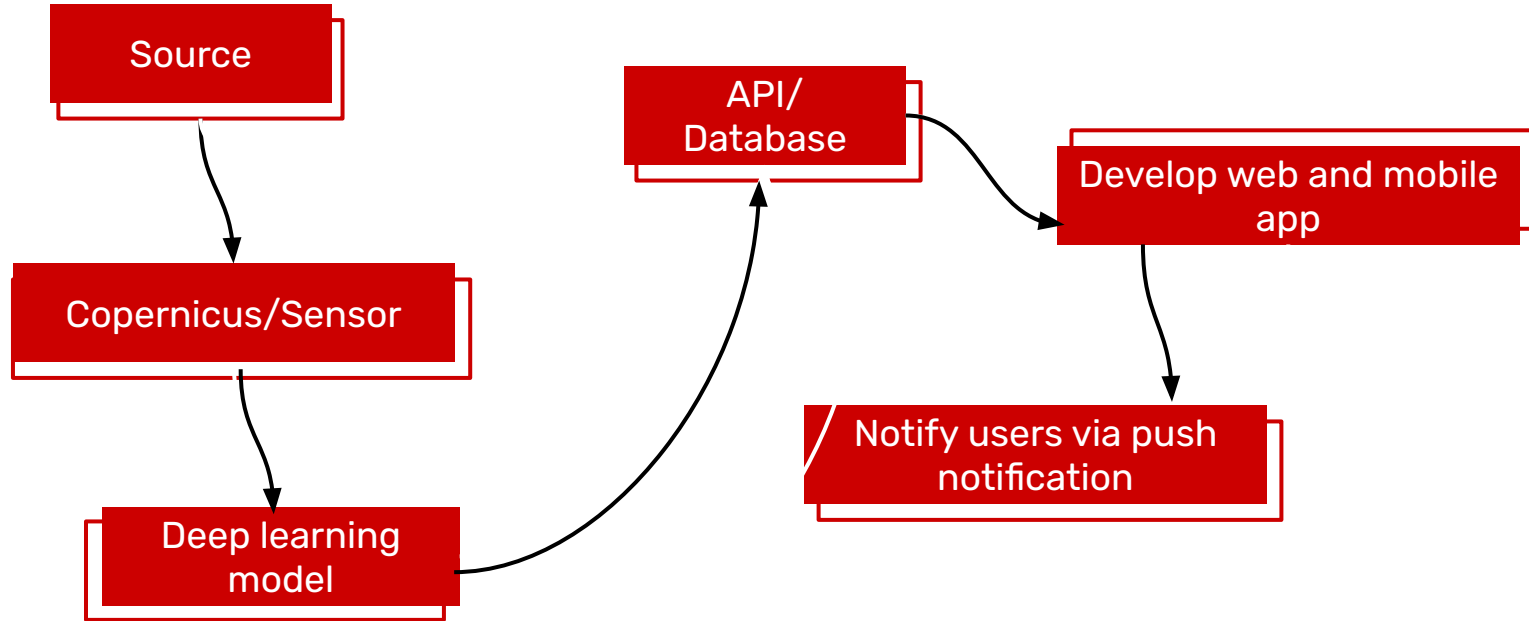 Source
Copernicus/Sensor
Deep learning
model
API/
Database
Develop web and mobile
app
Notify users via push
notification